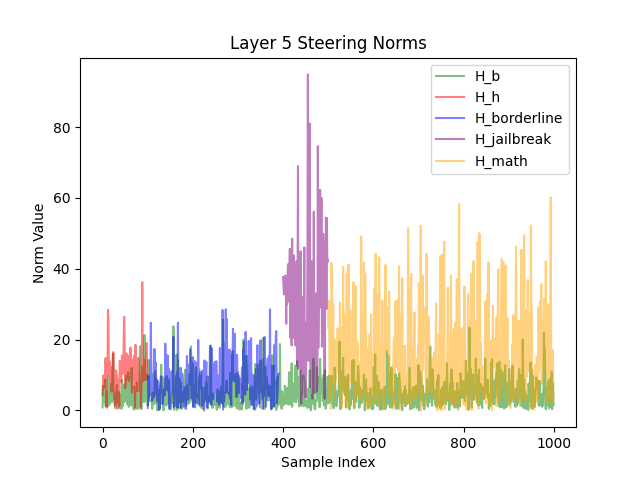 Layer 5 Steering Norms
H_b
H_h
H_borderline
H_jailbreak
H_math
Norm Value
80
60
40
20
0
0 200 400 600 800 1000
Sample Index